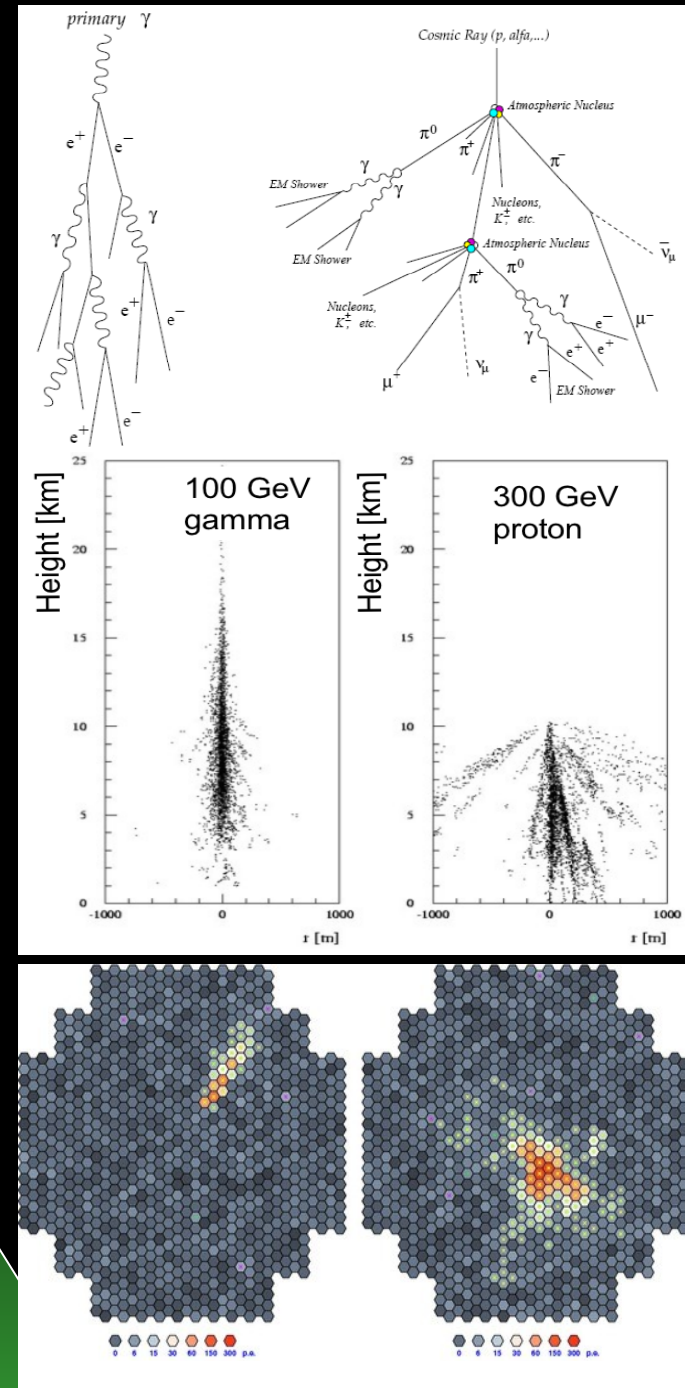 primary γ
e+
e−
γ
γ
e+
e−
e+
e−
Cosmic Ray (p, alfa,...)
Atmospheric Nucleus
π0
π+
π−
γ
γ
EM Shower
EM Shower
Nucleons,
K±, etc.
Atmospheric Nucleus
ν̄μ
π+
π0
Nucleons,
K±, etc.
γ
γ
e−
e+
e+
μ−
μ+
νμ
e−
EM Shower
Height [km]
25
20
15
10
5
0
-1000
0
1000
r [m]
100 GeV
gamma
Height [km]
25
20
15
10
5
0
-1000
0
1000
r [m]
300 GeV
proton
0 6 15 30 60 150 300 p.e.
0 6 15 30 60 150 300 p.e.